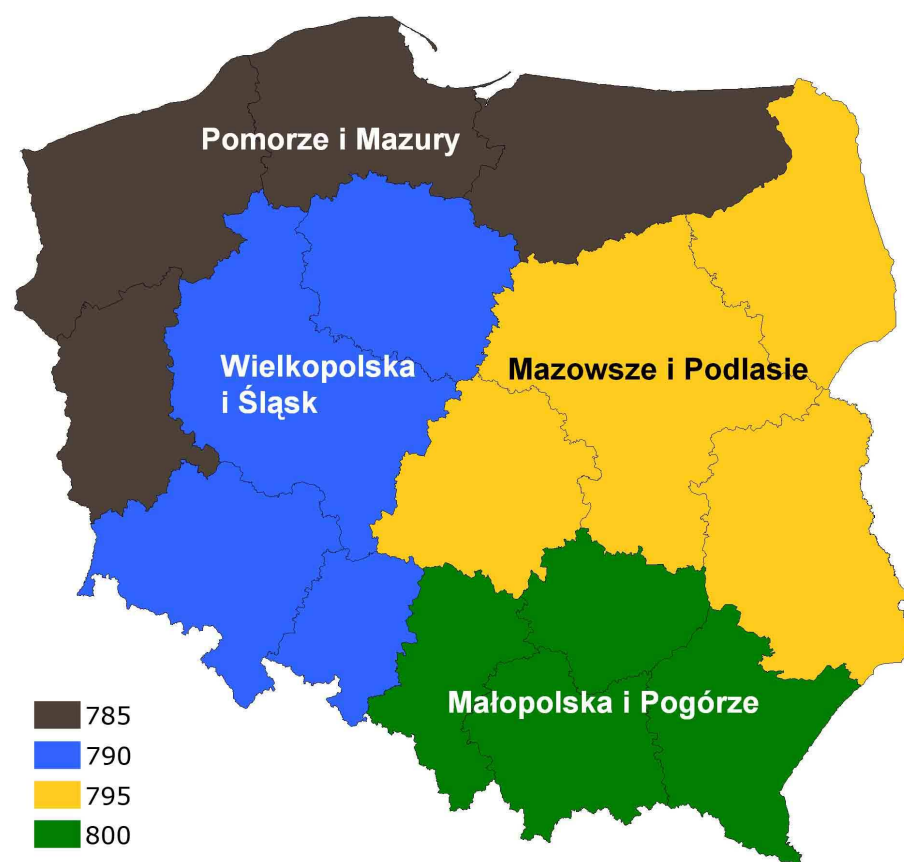 Pomorze i Mazury
Wielkopolska
i Śląsk
Mazowsze i Podlasie
Małopolska i Pogórze
785
790
795
800